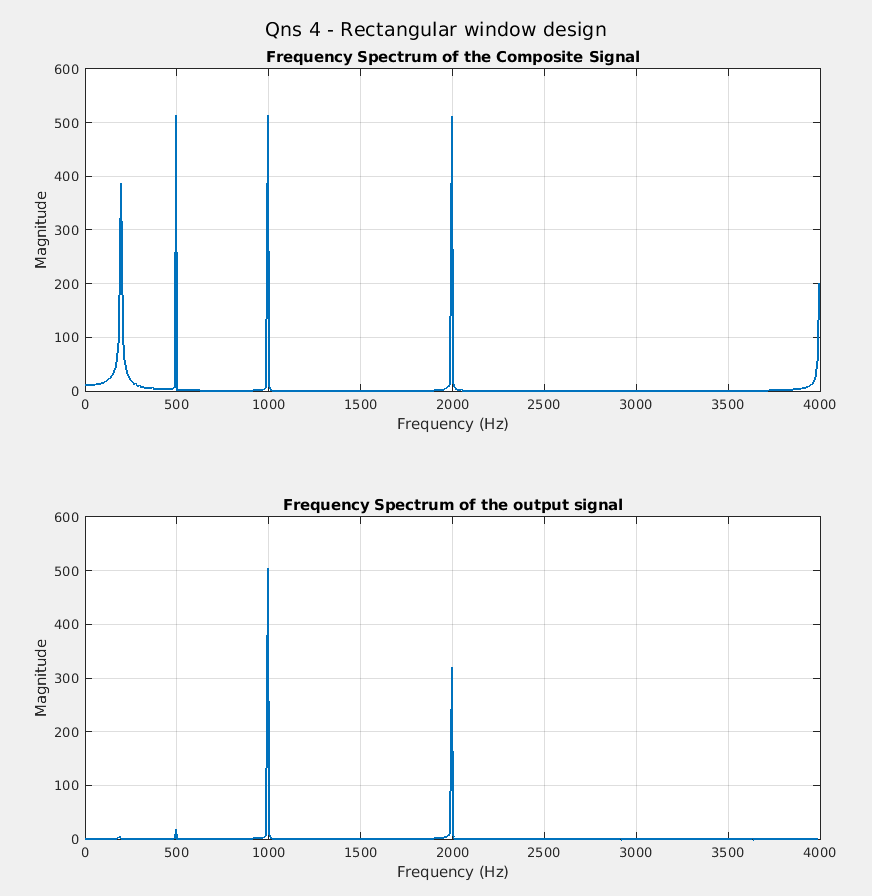 Qns 4 - Rectangular window design
Frequency Spectrum of the Composite Signal
600
500
400
300
200
100
0
Magnitude
0 500 1000 1500 2000 2500 3000 3500 4000
Frequency (Hz)
Frequency Spectrum of the output signal
600
500
400
300
200
100
0
Magnitude
0 500 1000 1500 2000 2500 3000 3500 4000
Frequency (Hz)